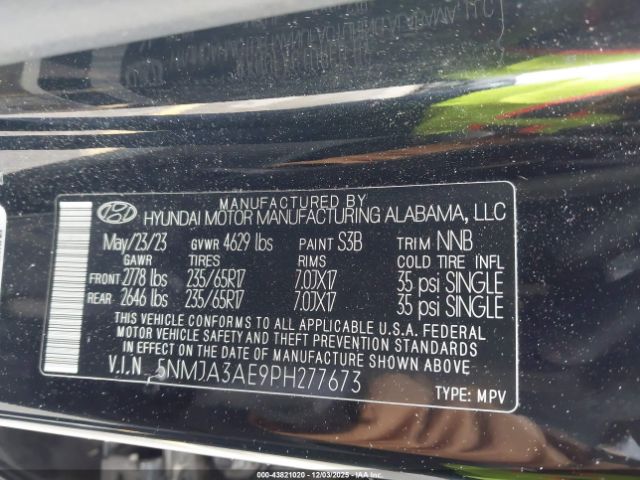 MANUFACTURED BY
HYUNDAI MOTOR MANUFACTURING ALABAMA, LLC
May/23/23 GVWR 4629 lbs PAINT S3B TRIM NNB
GAWR TIRES RIMS COLD TIRE INFL
FRONT 2778 lbs 235/65R17 7.0JX17 35 psi SINGLE
REAR 2646 lbs 235/65R17 7.0JX17 35 psi SINGLE
THIS VEHICLE CONFORMS TO ALL APPLICABLE U.S.A. FEDERAL
MOTOR VEHICLE SAFETY AND THEFT PREVENTION STANDARDS
IN EFFECT ON THE DATE OF MANUFACTURE SHOWN ABOVE
V.I.N. 5NMJA3AE9PH277673
TYPE: MPV
000-43821020 - 12/03/2025 - IAA Inc.